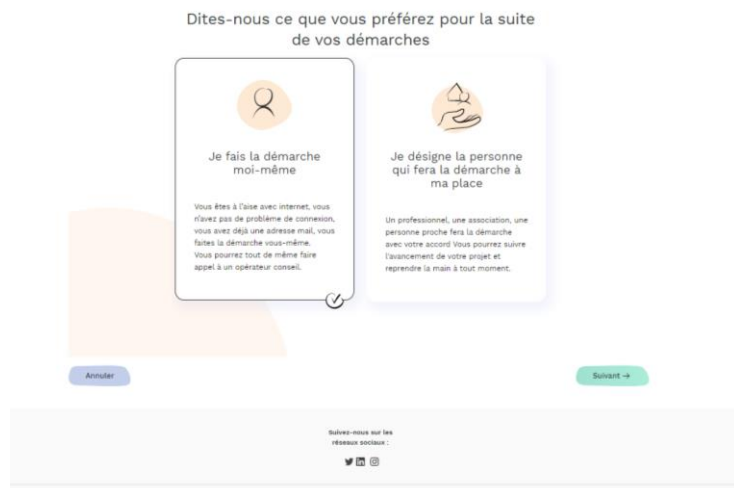 Dites-nous ce que vous préférez pour la suite
de vos démarches
Je fais la démarche
moi-même
Vous êtes à l'aise avec internet, vous
n'avez pas de problème de connexion,
vous avez déjà une adresse mail, vous
faites la démarche vous-même.
Vous pourrez tout de même faire
appel à un opérateur conseil.
Je désigne la personne
qui fera la démarche à
ma place
Un professionnel, une association, une
personne proche fera la démarche
avec votre accord Vous pourrez suivre
l'avancement de votre projet et
reprendre la main à tout moment.
Annuler
Suivant →
Suivez-nous sur les
réseaux sociaux :